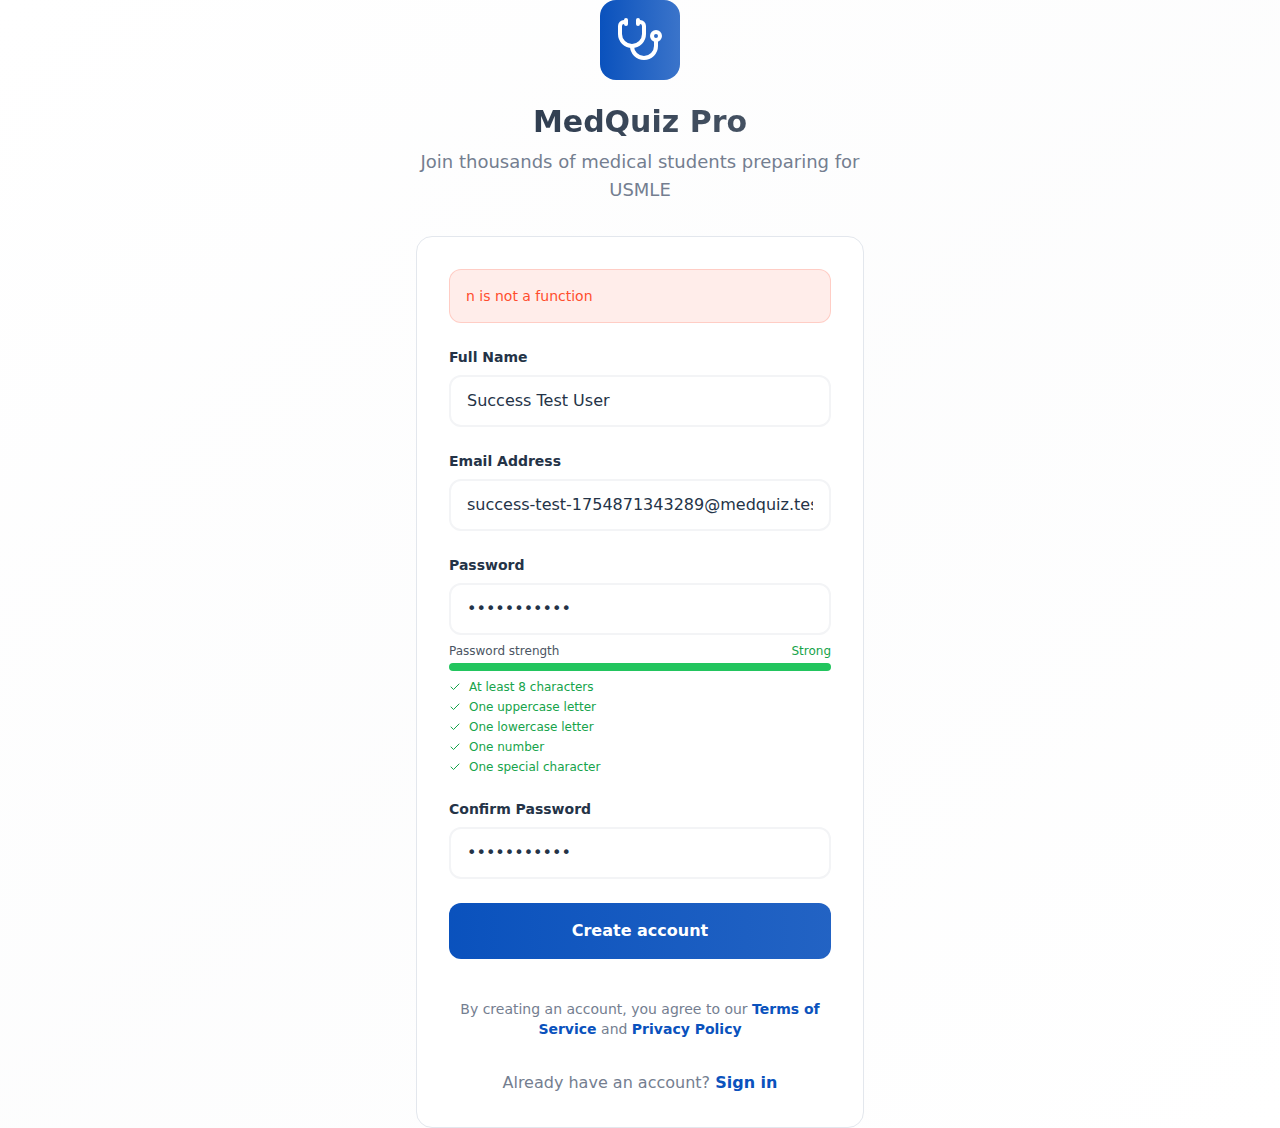 MedQuiz Pro
Join thousands of medical students preparing for
USMLE
n is not a function
Full Name
Success Test User
Email Address
success-test-1754871343289@medquiz.tes
Password
•••••••••••
Password strength Strong
At least 8 characters
One uppercase letter
One lowercase letter
One number
One special character
Confirm Password
•••••••••••
Create account
By creating an account, you agree to our Terms of
Service and Privacy Policy
Already have an account? Sign in